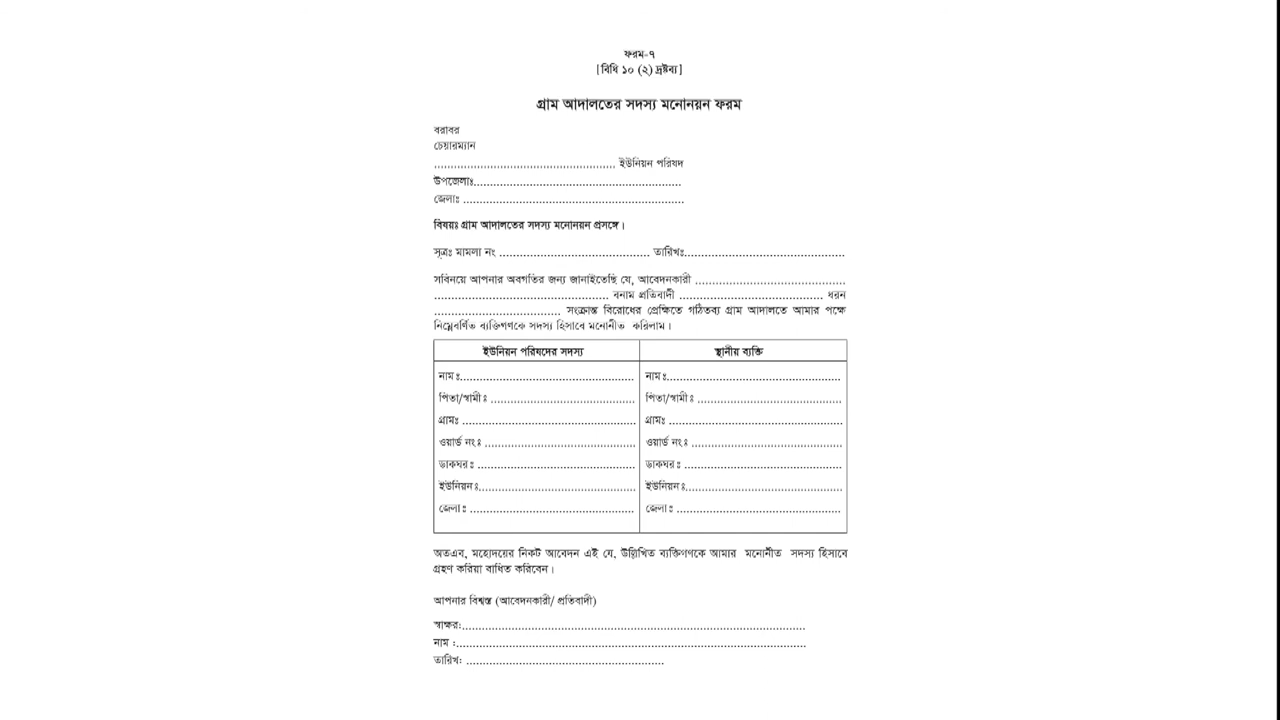 ফরম-৭
[বিধি ১০ (২) দ্রষ্টব্য]
গ্রাম আদালতের সদস্য মনোনয়ন ফরম
বরাবর
চেয়ারম্যান
....................................................... ইউনিয়ন পরিষদ
উপজেলাঃ...............................................................
জেলাঃ ...................................................................
বিষয়ঃ গ্রাম আদালতের সদস্য মনোনয়ন প্রসঙ্গে।
সূত্রঃ মামলা নং .............................................. তারিখঃ.................................................
সবিনয়ে আপনার অবগতির জন্য জানাইতেছি যে, আবেদনকারী ..............................................
..................................................... বনাম প্রতিবাদী ............................................ ধরন
....................................... সংক্রান্ত বিরোধের প্রেক্ষিতে গঠিতব্য গ্রাম আদালতে আমার পক্ষে
নিম্নেবর্ণিত ব্যক্তিগণকে সদস্য হিসাবে মনোনীত করিলাম।
ইউনিয়ন পরিষদের সদস্য	স্থানীয় ব্যক্তি
নামঃ.....................................................	নামঃ.....................................................
পিতা/স্বামীঃ ............................................	পিতা/স্বামীঃ ............................................
গ্রামঃ .....................................................	গ্রামঃ .....................................................
ওয়ার্ড নংঃ ..............................................	ওয়ার্ড নংঃ ..............................................
ডাকঘরঃ ................................................	ডাকঘরঃ ................................................
ইউনিয়নঃ................................................	ইউনিয়নঃ................................................
জেলাঃ ..................................................	জেলাঃ ..................................................
অতএব, মহোদয়ের নিকট আবেদন এই যে, উল্লিখিত ব্যক্তিগণকে আমার মনোনীত সদস্য হিসাবে
গ্রহণ করিয়া বাধিত করিবেন।
আপনার বিশ্বস্ত (আবেদনকারী/ প্রতিবাদী)
স্বাক্ষর:........................................................................................................
নাম :..........................................................................................................
তারিখ: ............................................................